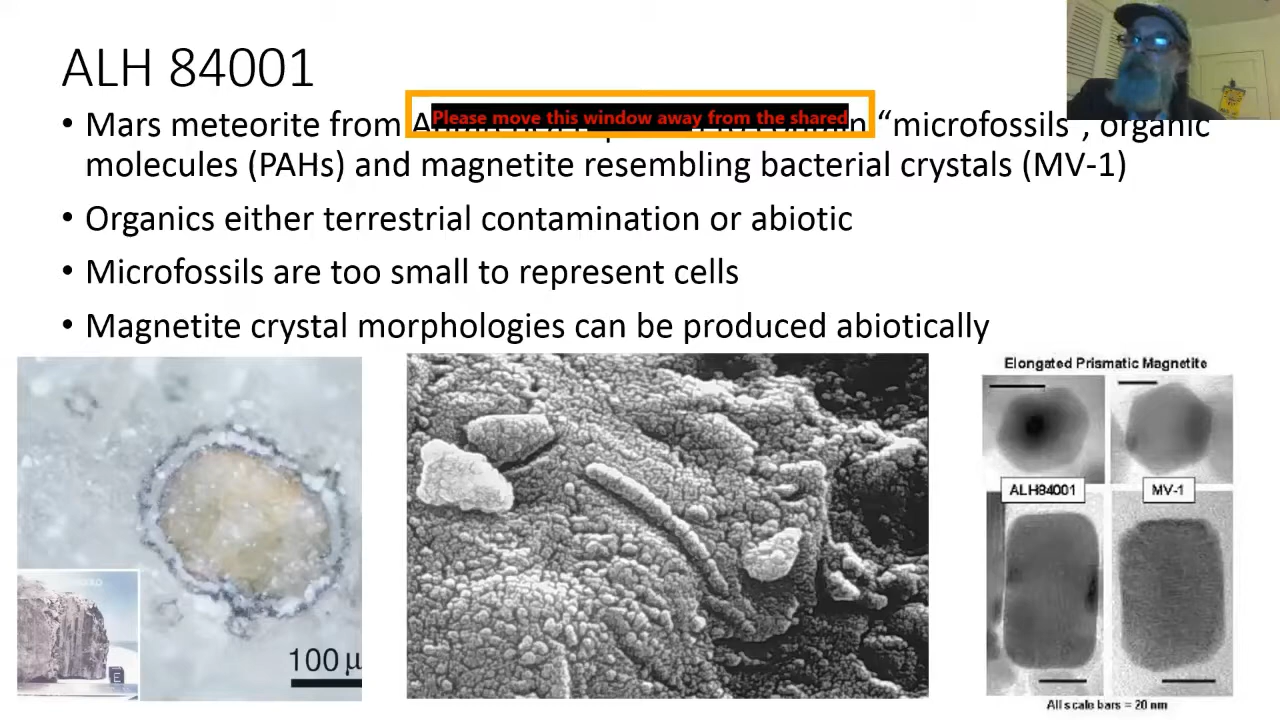 ALH 84001
Please move this window away from the shared
• Mars meteorite from “microfossils”, organic
molecules (PAHs) and magnetite resembling bacterial crystals (MV-1)
• Organics either terrestrial contamination or abiotic
• Microfossils are too small to represent cells
• Magnetite crystal morphologies can be produced abiotically
Elongated Prismatic Magnetite
ALH84001 MV-1
E
100 μ
All scale bars = 20 nm